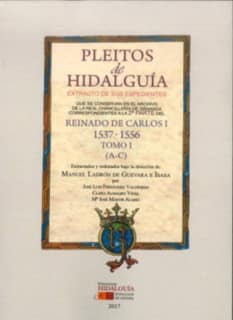 PLEITOS
de
HIDALGUÍA
EXTRACTO DE SUS EXPEDIENTES
QUE SE CONSERVAN EN EL ARCHIVO
DE LA REAL CHANCILLERÍA DE GRANADA
CORRESPONDIENTES A LA 2ª PARTE DEL
REINADO DE CARLOS I
1537-1556
TOMO I
(A-C)
Extractados y ordenados bajo la dirección de
MANUEL LADRÓN DE GUEVARA E ISASA
por
JOSÉ LUIS FERNÁNDEZ VALDIVIESO
CLARA ALMAGRO VIDAL
Mª JOSÉ MARTOS ALARIO
HIDALGUÍA
2017